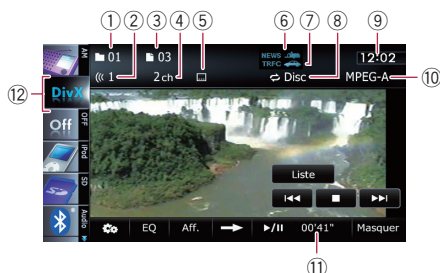 ① ② ③ ④ ⑤ ⑥ ⑦ ⑧ ⑨
01 03 NEWS TRFC 12:02
1 2 ch Disc MPEG-A ⑩
⑫
AM
DivX
Off OFF
iPod
SD
Audio
Liste
EQ Aff. 00'41" Masquer
⑪